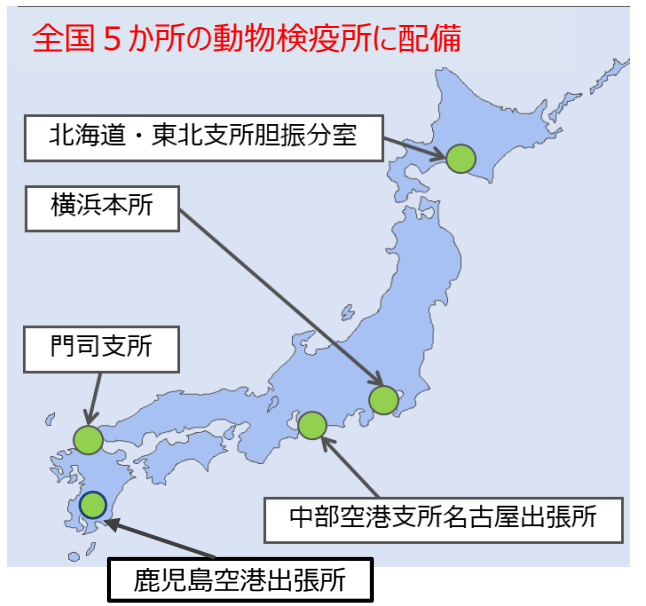 全国５か所の動物検疫所に配備
北海道・東北支所胆振分室
横浜本所
門司支所
中部空港支所名古屋出張所
鹿児島空港出張所